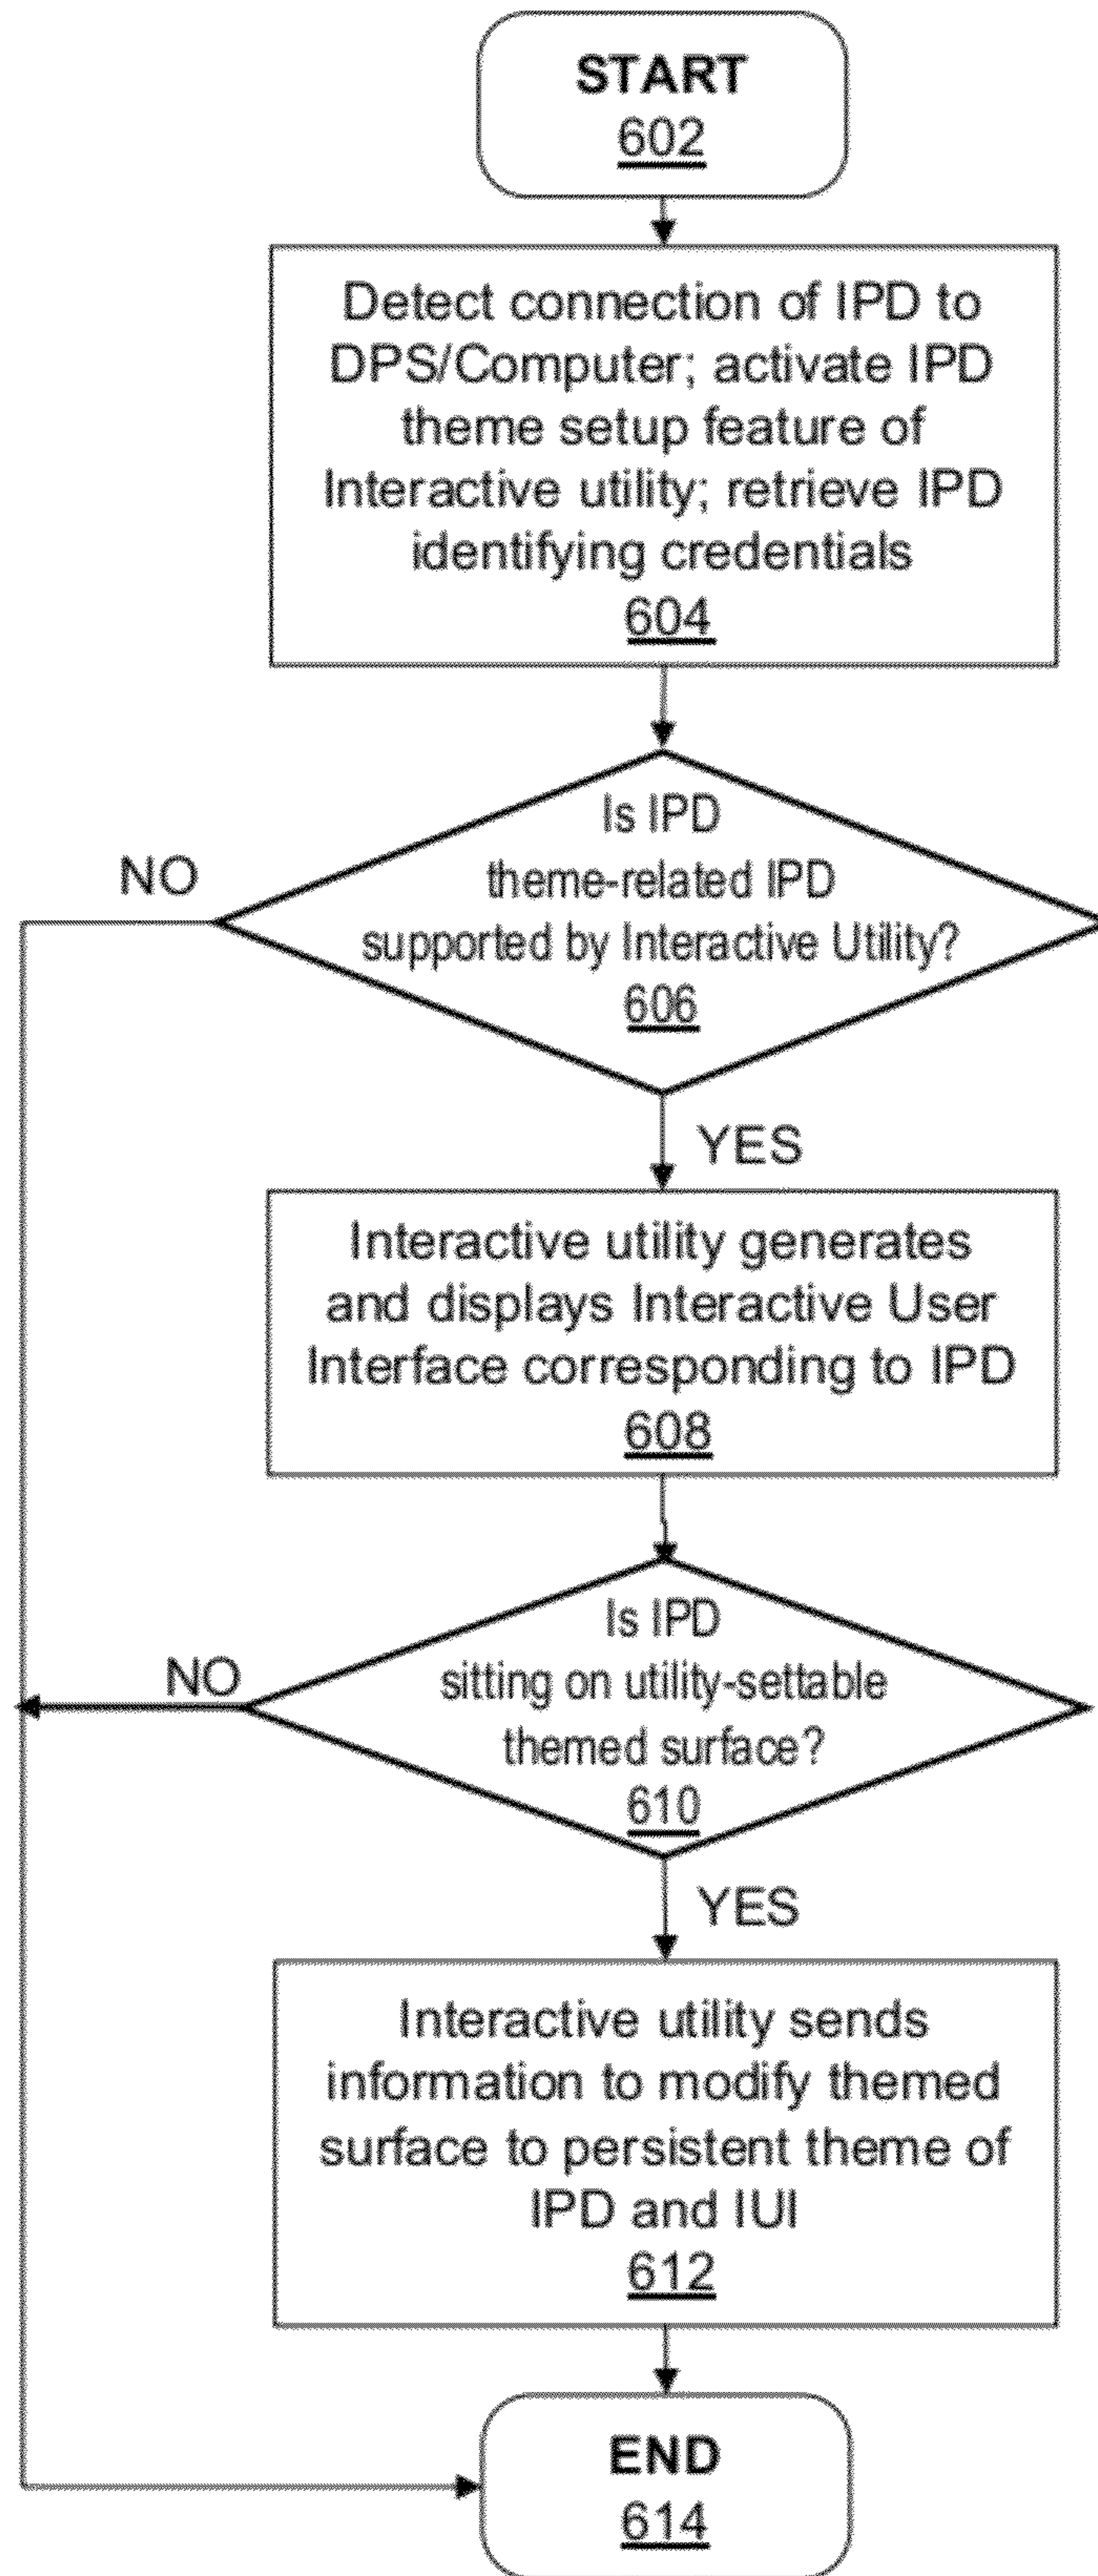 START
602
Detect connection of IPD to
DPS/Computer; activate IPD
theme setup feature of
Interactive utility; retrieve IPD
identifying credentials
604
Is IPD
theme-related IPD
supported by Interactive Utility?
606
NO
YES
Interactive utility generates
and displays Interactive User
Interface corresponding to IPD
608
Is IPD
sitting on utility-settable
themed surface?
610
NO
YES
Interactive utility sends
information to modify themed
surface to persistent theme of
IPD and IUI
612
END
614